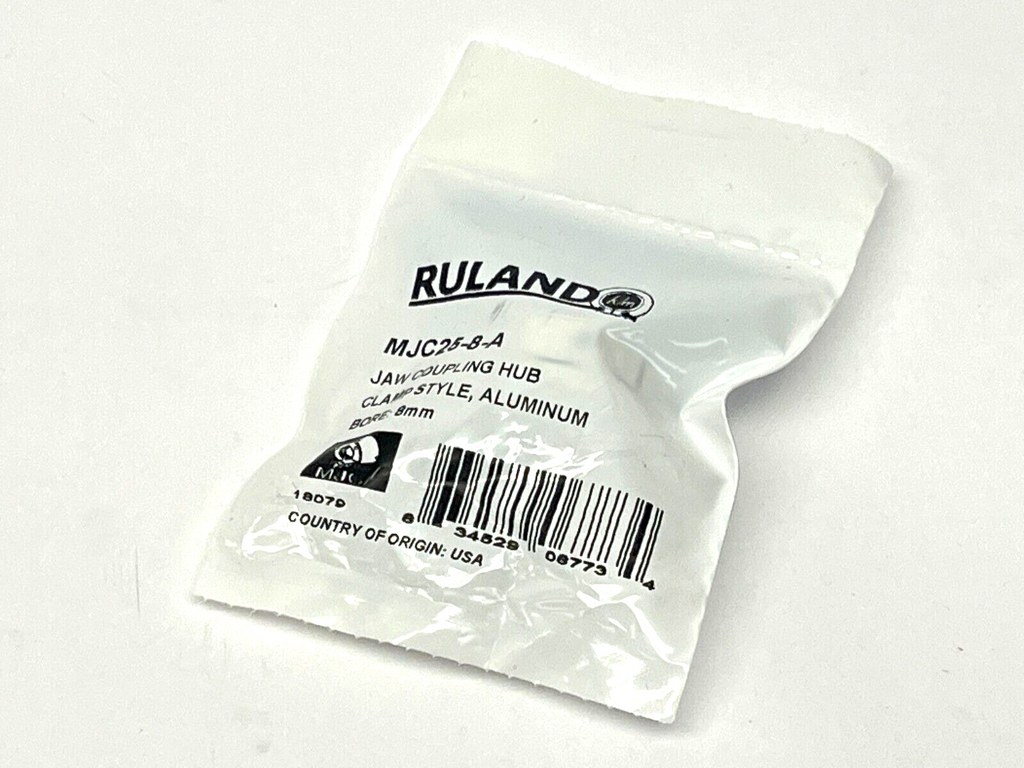 RULAND
MJC25-8-A
JAW COUPLING HUB
CLAMP STYLE, ALUMINUM
BORE: 8mm
MJC
18079
COUNTRY OF ORIGIN: USA
8 34529 08773 4